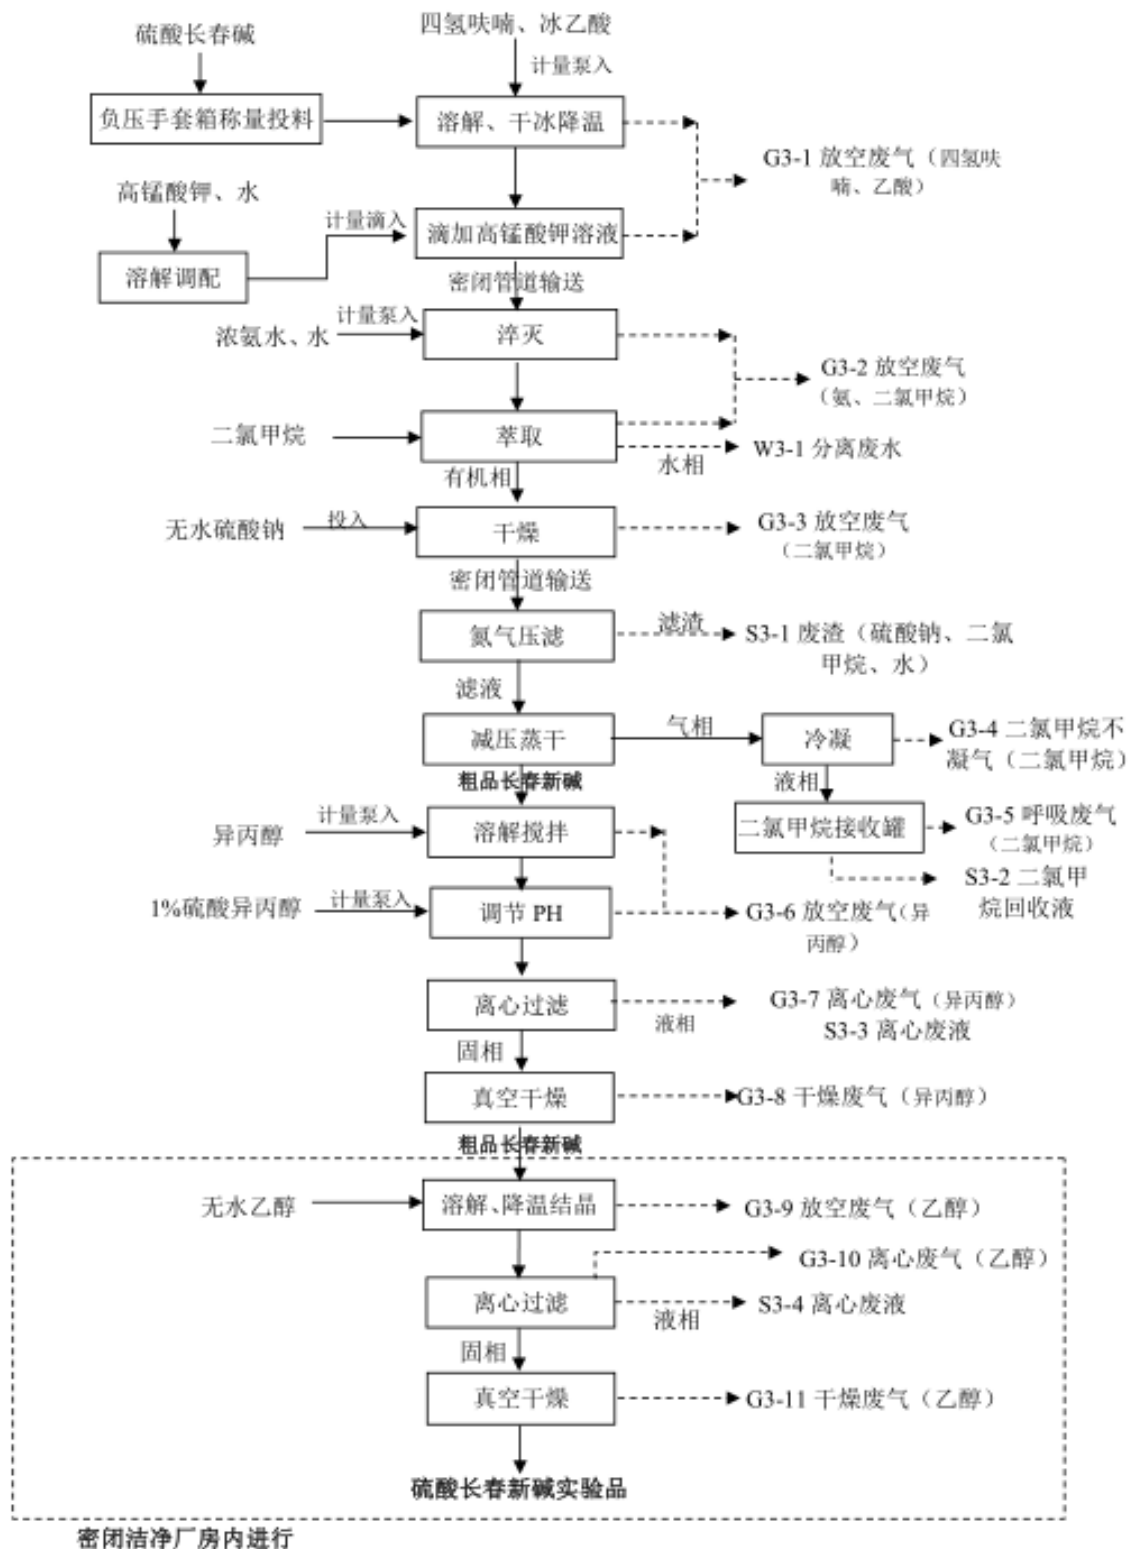 硫酸长春碱
四氢呋喃、冰乙酸
计量泵入
负压手套箱称量投料
溶解、干冰降温
G3-1 放空废气（四氢呋
喃、乙酸）
高锰酸钾、水
计量滴入
滴加高锰酸钾溶液
溶解调配
密闭管道输送
计量泵入
浓氨水、水
淬灭
G3-2 放空废气
（氨、二氯甲烷）
二氯甲烷
萃取
水相
W3-1 分离废水
有机相
无水硫酸钠
投入
干燥
G3-3 放空废气
（二氯甲烷）
密闭管道输送
氮气压滤
滤渣
S3-1 废渣（硫酸钠、二氯
甲烷、水）
滤液
减压蒸干
气相
冷凝
G3-4 二氯甲烷不
凝气（二氯甲烷）
粗品长春新碱
液相
计量泵入
异丙醇
溶解搅拌
二氯甲烷接收罐
G3-5 呼吸废气
（二氯甲烷）
S3-2 二氯甲
烷回收液
1%硫酸异丙醇
计量泵入
调节 PH
G3-6 放空废气（异
丙醇）
离心过滤
液相
G3-7 离心废气（异丙醇）
S3-3 离心废液
固相
真空干燥
G3-8 干燥废气（异丙醇）
粗品长春新碱
无水乙醇
溶解、降温结晶
G3-9 放空废气（乙醇）
G3-10 离心废气（乙醇）
离心过滤
液相
S3-4 离心废液
固相
真空干燥
G3-11 干燥废气（乙醇）
硫酸长春新碱实验品
密闭洁净厂房内进行